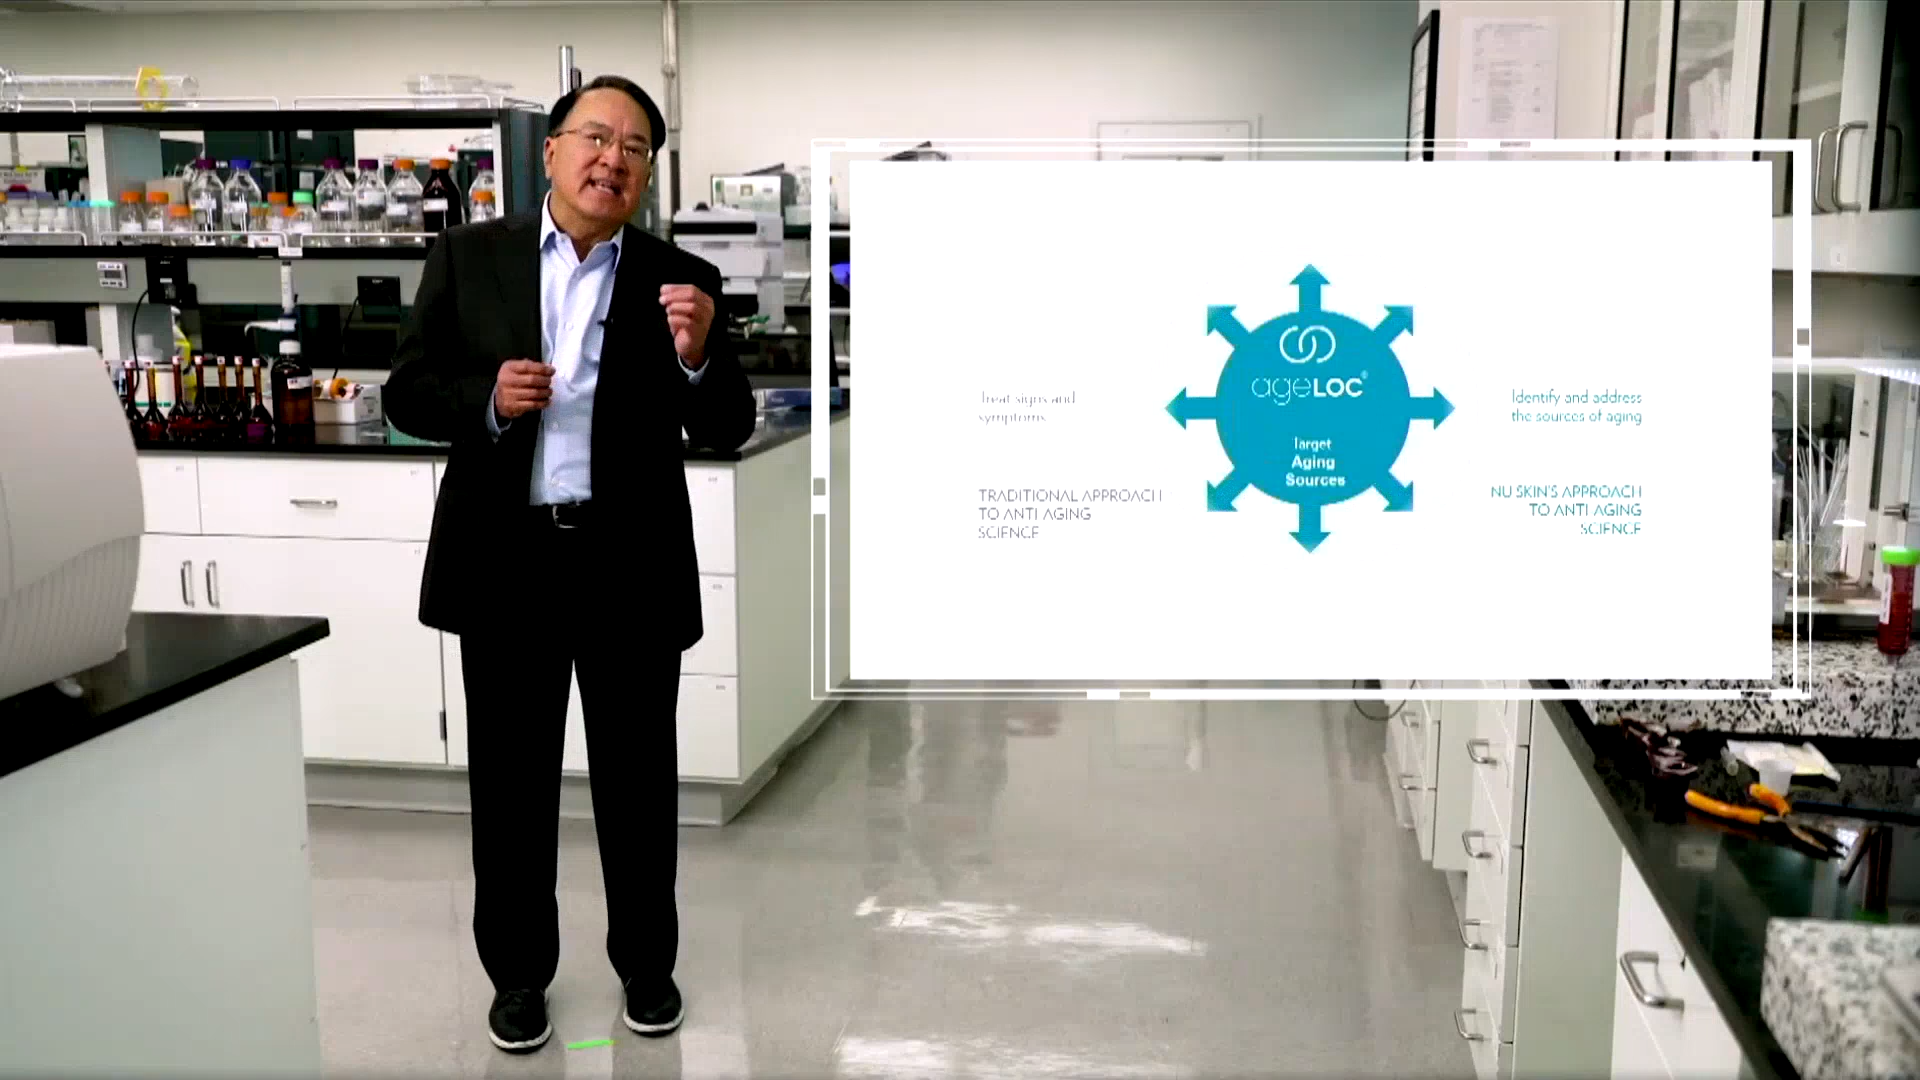 Treat signs and
symptoms.
TRADITIONAL APPROACH
TO ANTI AGING
SCIENCE
ageLOC®
Target
Aging
Sources
Identify and address
the sources of aging
NU SKIN'S APPROACH
TO ANTI AGING
SCIENCE